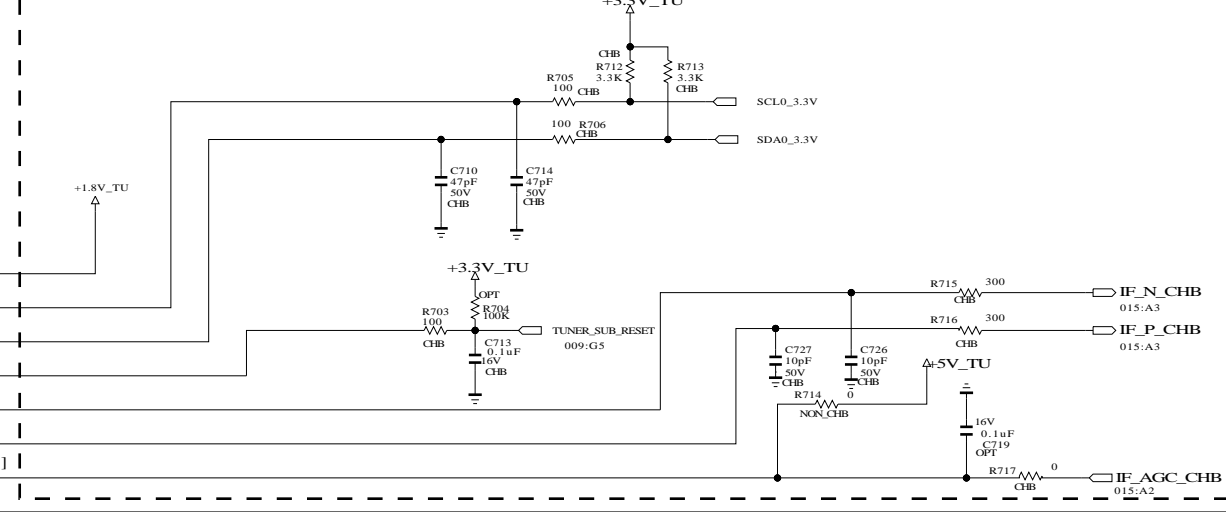 +3.3V_TU
CHB
R712
3.3K
R713
3.3K
CHB
R705
100
CHB
SCL0_3.3V
100
R706
CHB
SDA0_3.3V
C710
47pF
50V
CHB
C714
47pF
50V
CHB
+1.8V_TU
+3.3V_TU
OPT
R704
100K
R703
100
CHB
TUNER_SUB_RESET
009:G5
C713
0.1uF
16V
CHB
R715
300
CHB
IF_N_CHB
015:A3
R716
300
CHB
IF_P_CHB
015:A3
C727
10pF
50V
CHB
C726
10pF
50V
CHB
+5V_TU
R714
0
NON_CHB
16V
0.1uF
C719
OPT
]
R717
0
CHB
IF_AGC_CHB
015:A2